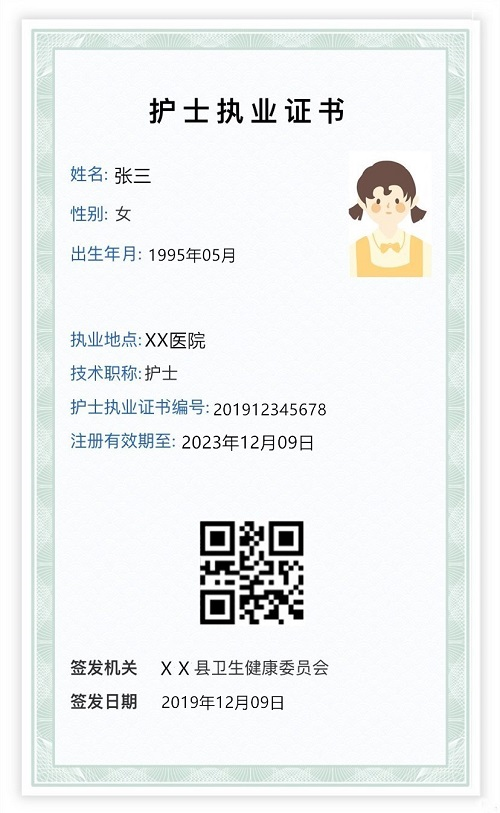 护士执业证书
姓名: 张三
性别: 女
出生年月: 1995年05月
执业地点:XX医院
技术职称:护士
护士执业证书编号:201912345678
注册有效期至: 2023年12月09日
签发机关 X X 县卫生健康委员会
签发日期 2019年12月09日